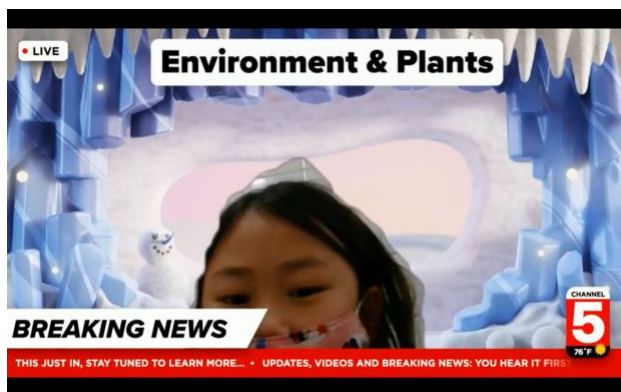 LIVE
Environment & Plants
BREAKING NEWS
CHANNEL
5
76°F
THIS JUST IN, STAY TUNED TO LEARN MORE... • UPDATES, VIDEOS AND BREAKING NEWS: YOU HEAR IT FIRST